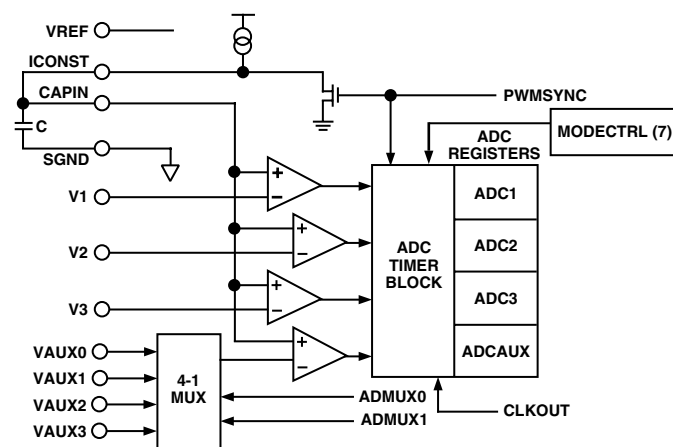 VREF
ICONST
CAPIN
C
SGND
PWMSYNC
MODECTRL (7)
ADC
REGISTERS
V1
V2
V3
+
−
+
−
+
−
+
−
ADC
TIMER
BLOCK
ADC1
ADC2
ADC3
ADCAUX
VAUX0
VAUX1
VAUX2
VAUX3
4-1
MUX
ADMUX0
ADMUX1
CLKOUT